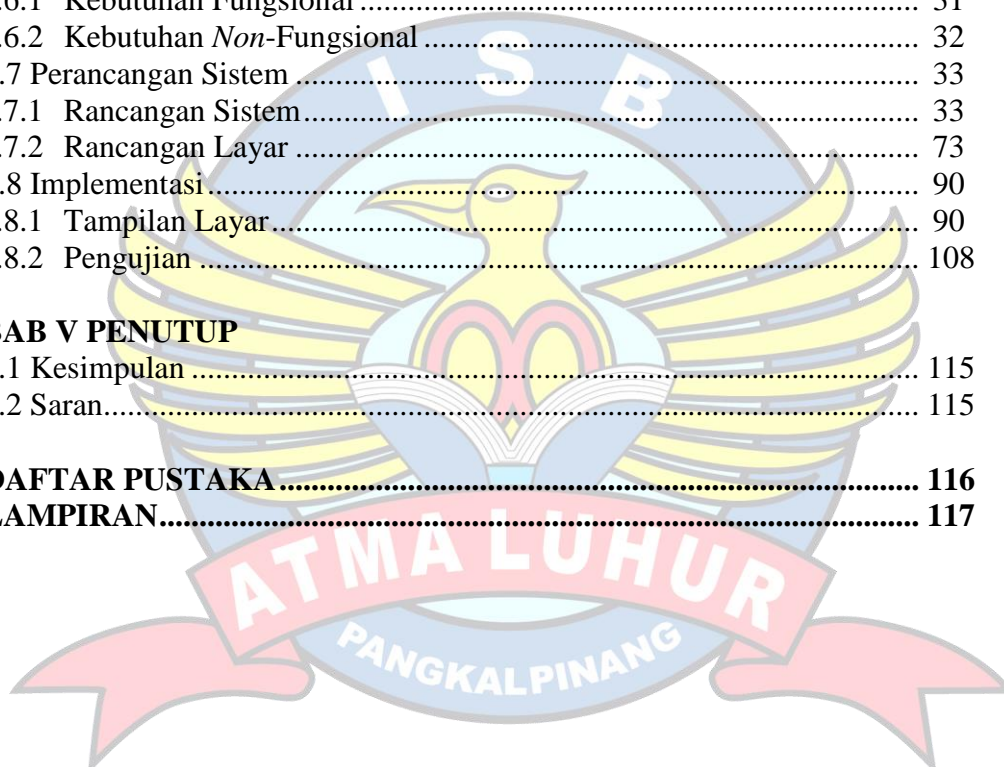 .6.1 Kebutuhan Fungsional ........................................................................ 31
.6.2 Kebutuhan Non-Fungsional ................................................................ 32
.7 Perancangan Sistem ................................................................................ 33
.7.1 Rancangan Sistem ................................................................................ 33
.7.2 Rancangan Layar ................................................................................ 73
.8 Implementasi ................................................................................ 90
.8.1 Tampilan Layar ................................................................................ 90
.8.2 Pengujian ................................................................................ 108
BAB V PENUTUP
.1 Kesimpulan ................................................................................ 115
.2 Saran ................................................................................ 115
DAFTAR PUSTAKA ................................................................................ 116
LAMPIRAN ................................................................................ 117
ISB
ATMA LUHUR
PANGKALPINANG